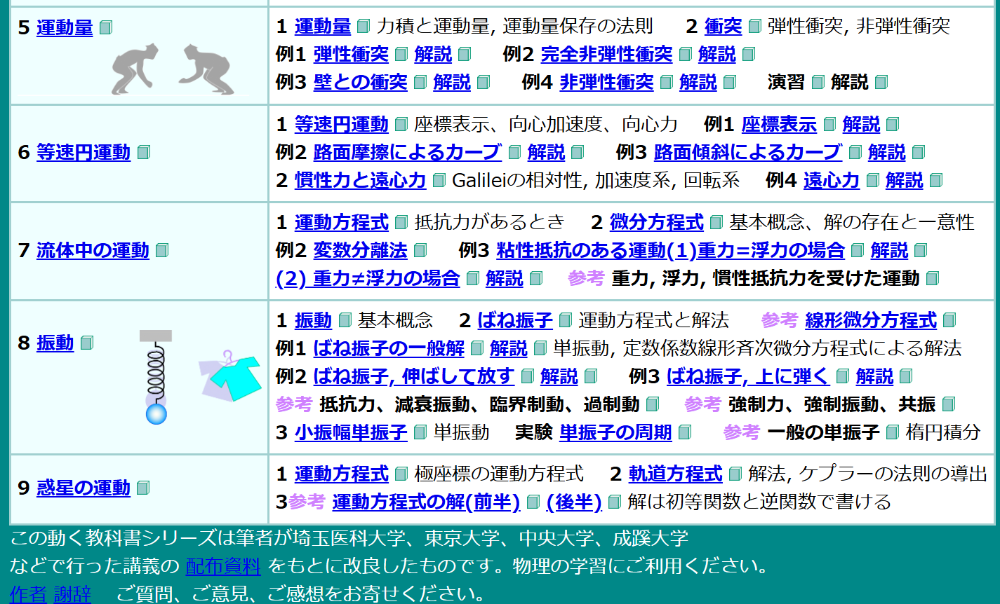 5 運動量
1 運動量 力積と運動量, 運動量保存の法則 2 衝突 弾性衝突, 非弾性衝突
例1 弾性衝突 解説 例2 完全非弾性衝突 解説
例3 壁との衝突 解説 例4 非弾性衝突 解説 演習 解説
6 等速円運動
1 等速円運動 座標表示、向心加速度、向心力 例1 座標表示 解説
例2 路面摩擦によるカーブ 解説 例3 路面傾斜によるカーブ 解説
2 慣性力と遠心力 Galileiの相対性, 加速度系, 回転系 例4 遠心力 解説
7 流体中の運動
1 運動方程式 抵抗力があるとき 2 微分方程式 基本概念、解の存在と一意性
例2 変数分離法 例3 粘性抵抗のある運動(1)重力=浮力の場合 解説
(2) 重力≠浮力の場合 解説 参考 重力, 浮力, 慣性抵抗力を受けた運動
8 振動
1 振動 基本概念 2 ばね振子 運動方程式と解法 参考 線形微分方程式
例1 ばね振子の一般解 解説 単振動, 定数係数線形斉次微分方程式による解法
例2 ばね振子, 伸ばして放す 解説 例3 ばね振子, 上に弾く 解説
参考 抵抗力、減衰振動、臨界制動、過制動 参考 強制力、強制振動、共振
3 小振幅単振子 単振動 実験 単振子の周期 参考 一般の単振子 楕円積分
9 惑星の運動
1 運動方程式 極座標の運動方程式 2 軌道方程式 解法, ケプラーの法則の導出
3参考 運動方程式の解(前半) (後半) 解は初等関数と逆関数で書ける
この動く教科書シリーズは筆者が埼玉医科大学、東京大学、中央大学、成蹊大学
などで行った講義の 配布資料 をもとに改良したものです。物理の学習にご利用ください。
作者 謝辞 ご質問、ご意見、ご感想をお寄せください。